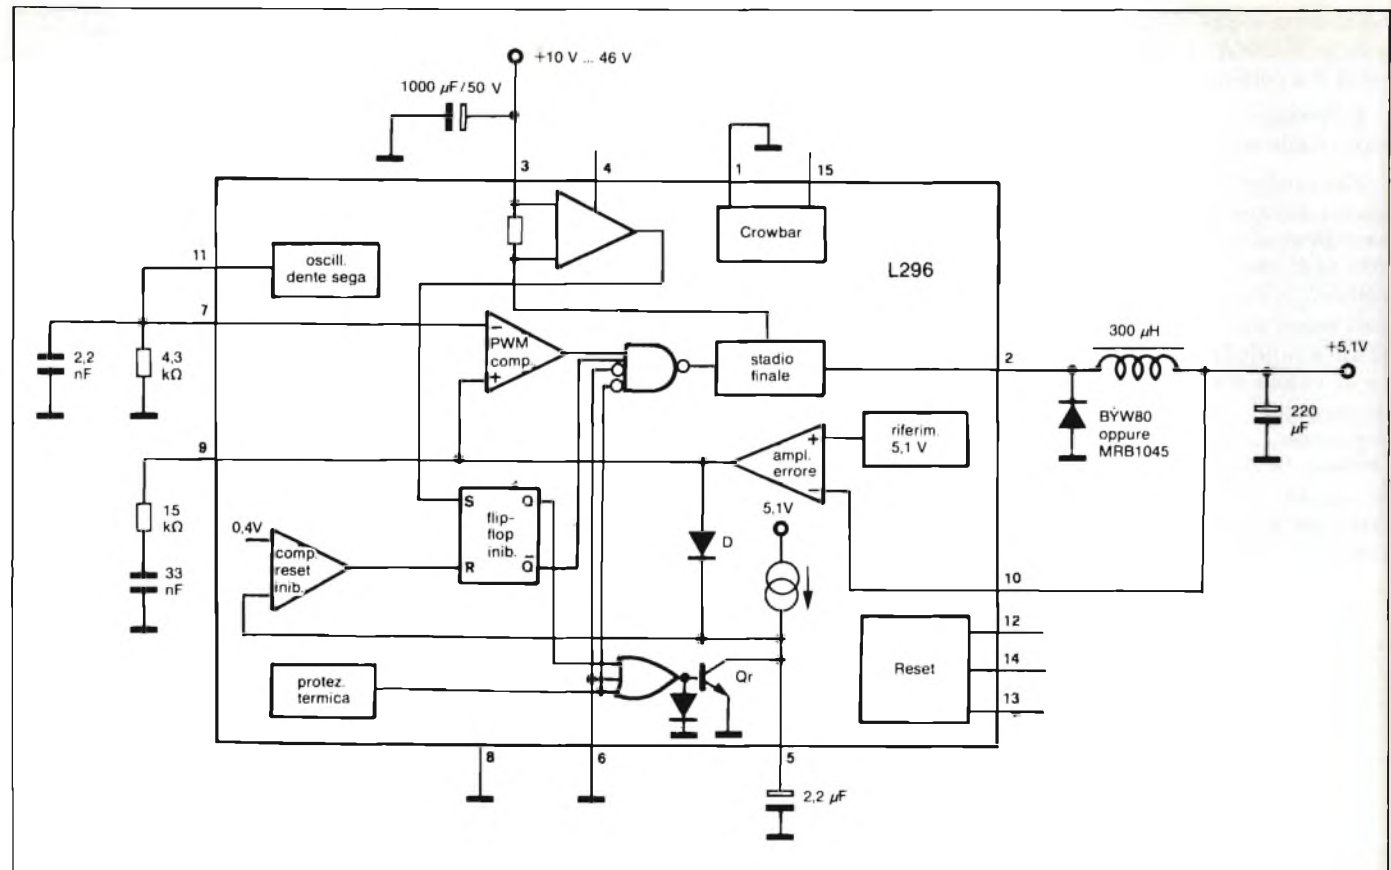 +10 V ... 46 V
1000 µF/50 V
3
4
1
15
Crowbar
L296
11
oscill.
dente sega
7
2,2
nF
4,3
kΩ
−
PWM
comp.
+
stadio
finale
2
300 µH
+5,1V
BYW80
oppure
MRB1045
220
µF
9
15
kΩ
33
nF
riferim.
5,1 V
+
ampl.
errore
−
0,4V
comp.
reset
inib.
S
Q
flip-
flop
inib.
R
Q̅
D
5,1V
10
12
Reset
14
13
protez.
termica
Qr
8
6
5
2,2 µF